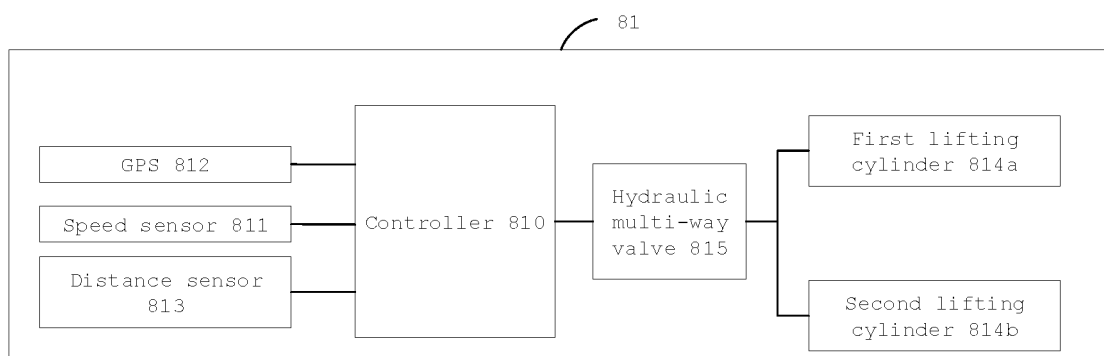 81
GPS 812
Speed sensor 811
Distance sensor
813
Controller 810
Hydraulic
multi-way
valve 815
First lifting
cylinder 814a
Second lifting
cylinder 814b